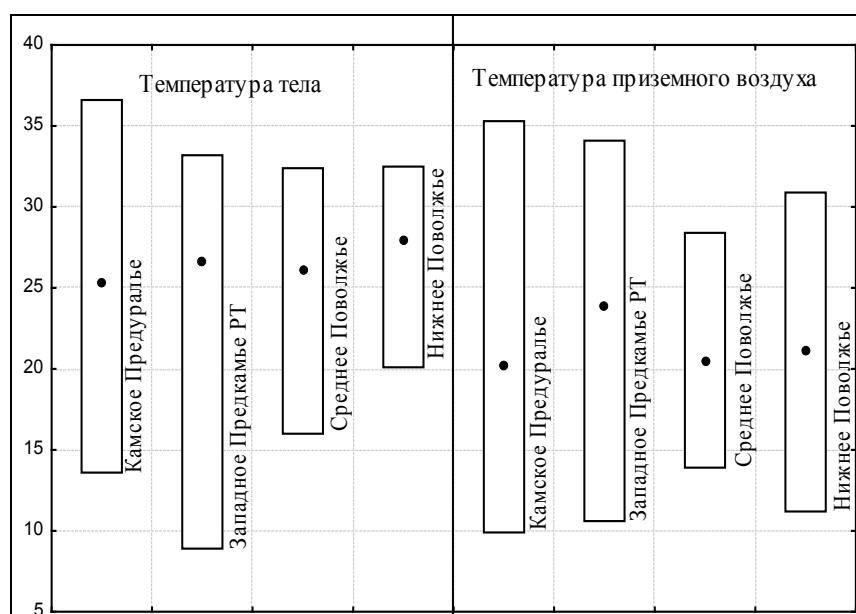 40
35
30
25
20
15
10
5
Температура тела
Температура приземного воздуха
Камское Предуралье
Западное Предкамье РТ
Среднее Поволжье
Нижнее Поволжье
Камское Предуралье
Западное Предкамье РТ
Среднее Поволжье
Нижнее Поволжье